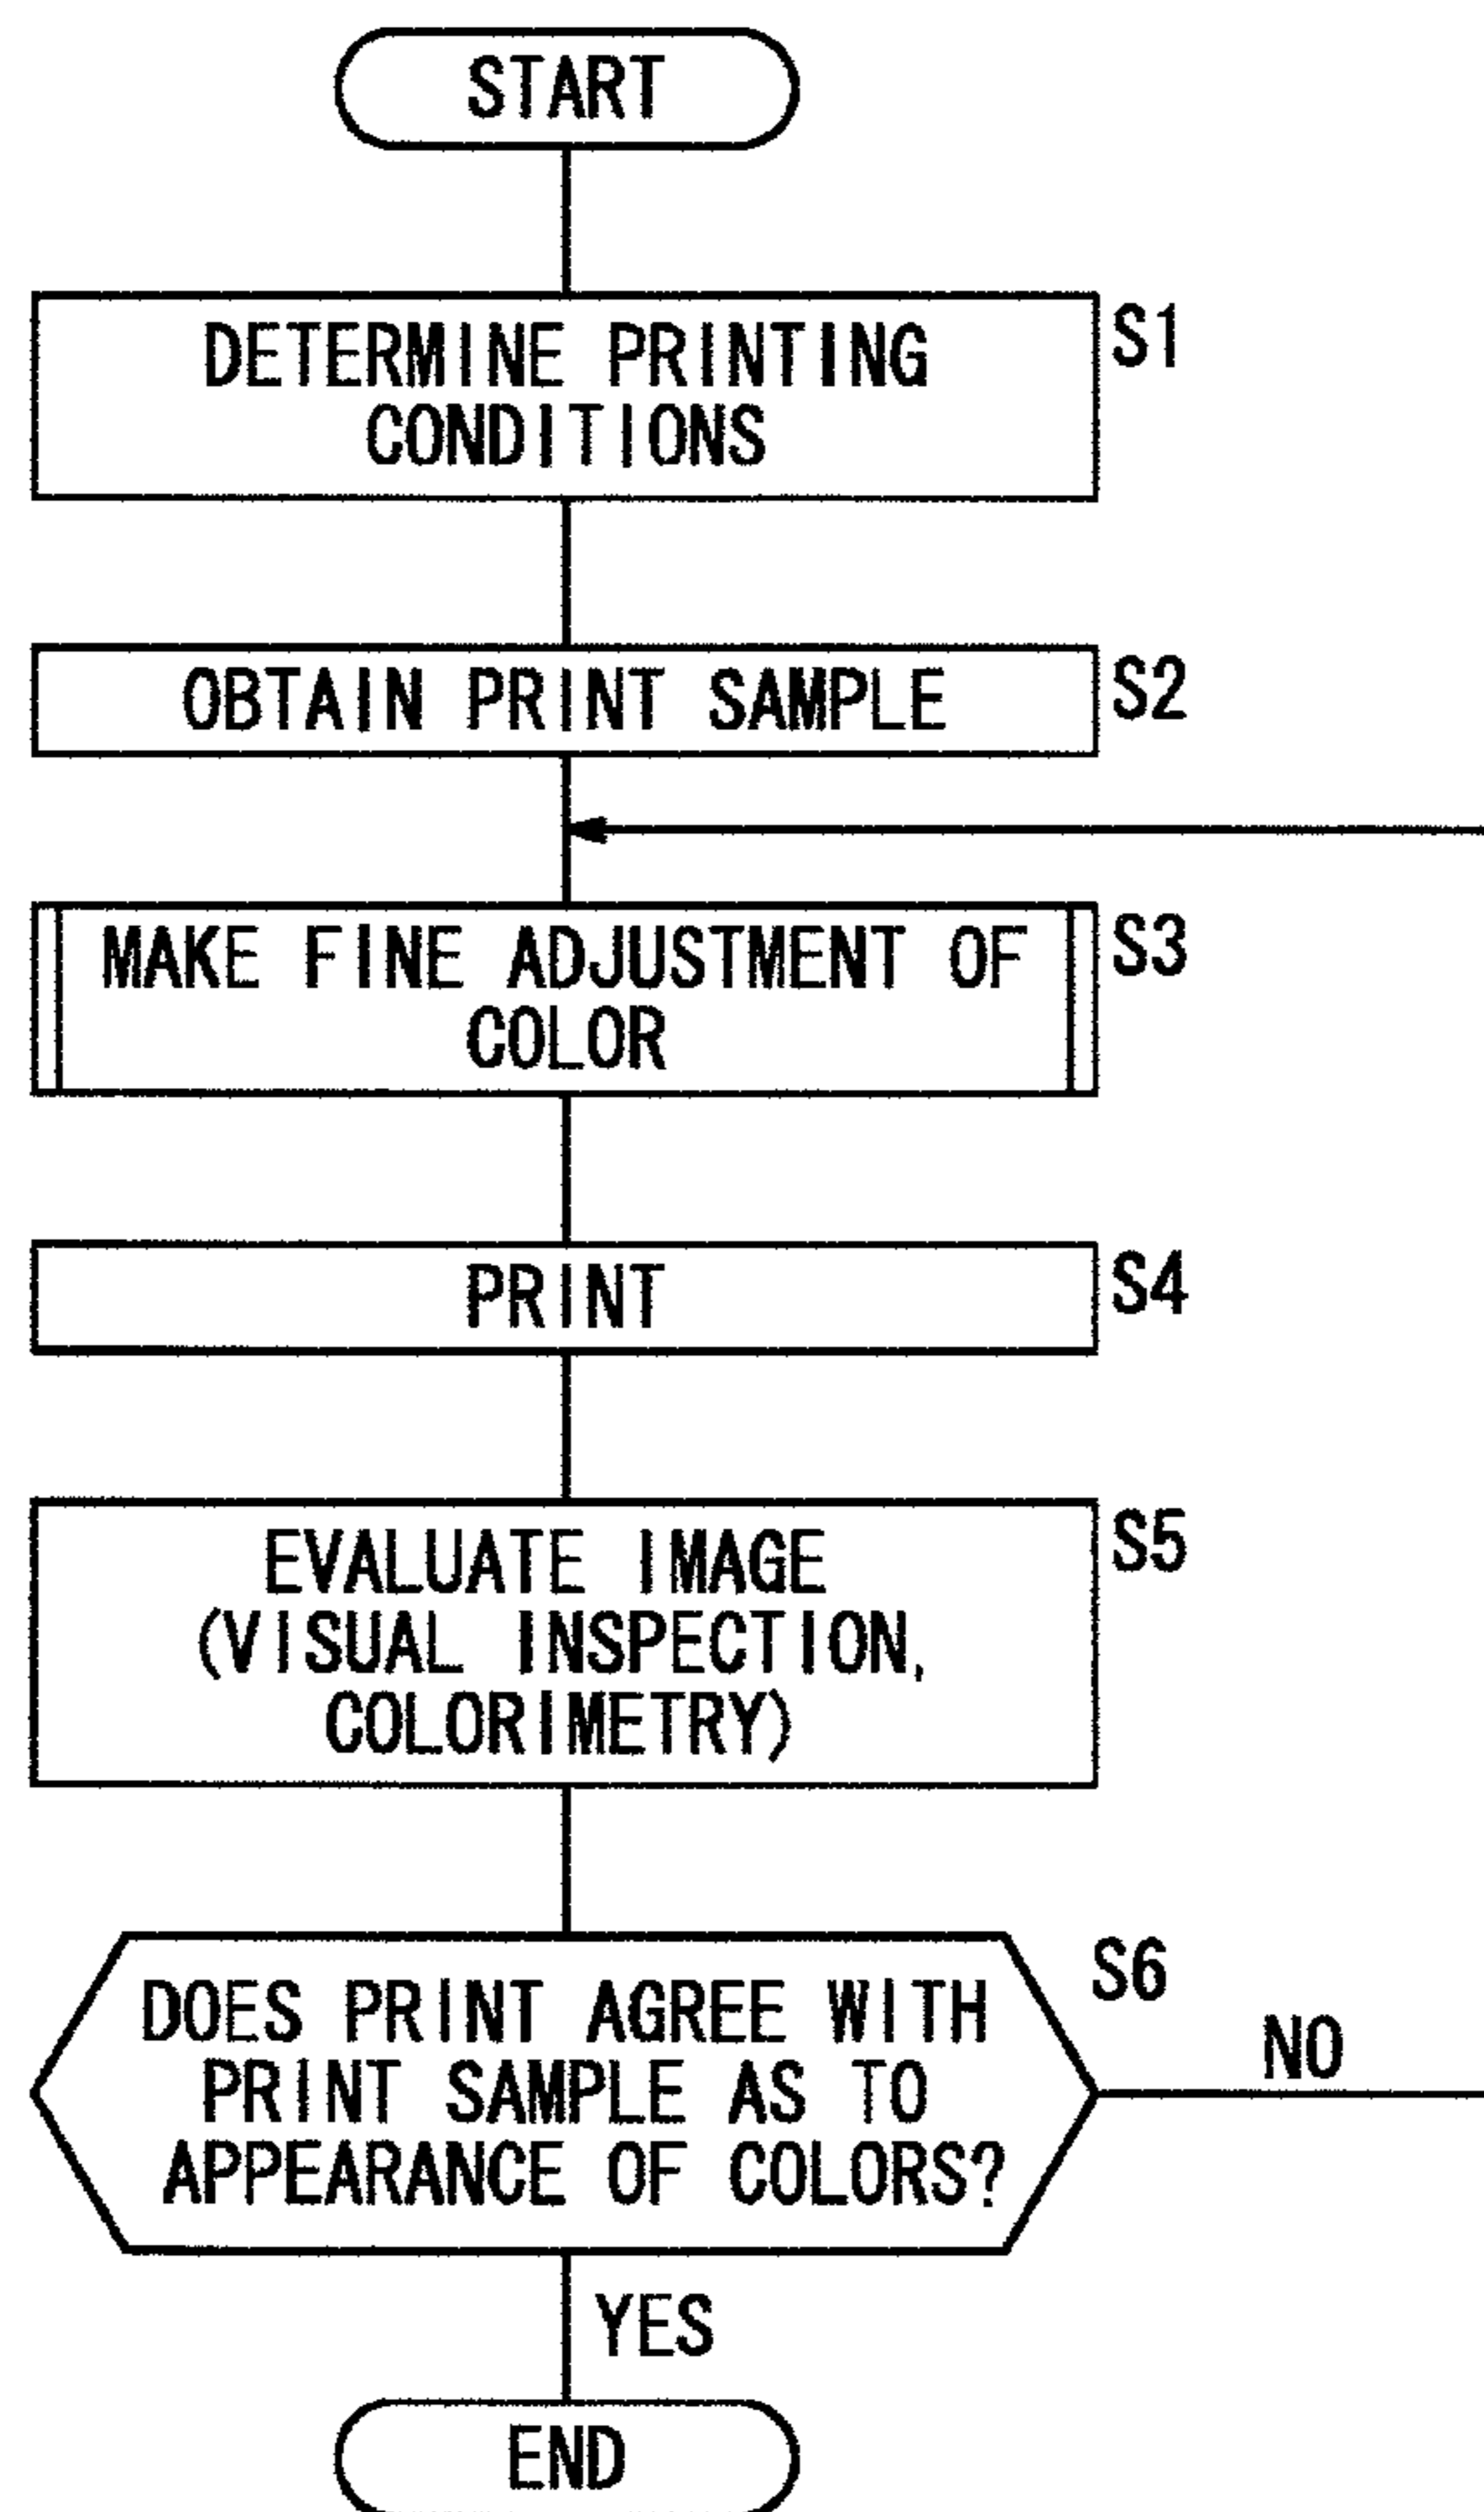 START
DETERMINE PRINTING
CONDITIONS
S1
OBTAIN PRINT SAMPLE
S2
MAKE FINE ADJUSTMENT OF
COLOR
S3
PRINT
S4
EVALUATE IMAGE
(VISUAL INSPECTION,
COLORIMETRY)
S5
DOES PRINT AGREE WITH
PRINT SAMPLE AS TO
APPEARANCE OF COLORS?
S6
NO
YES
END